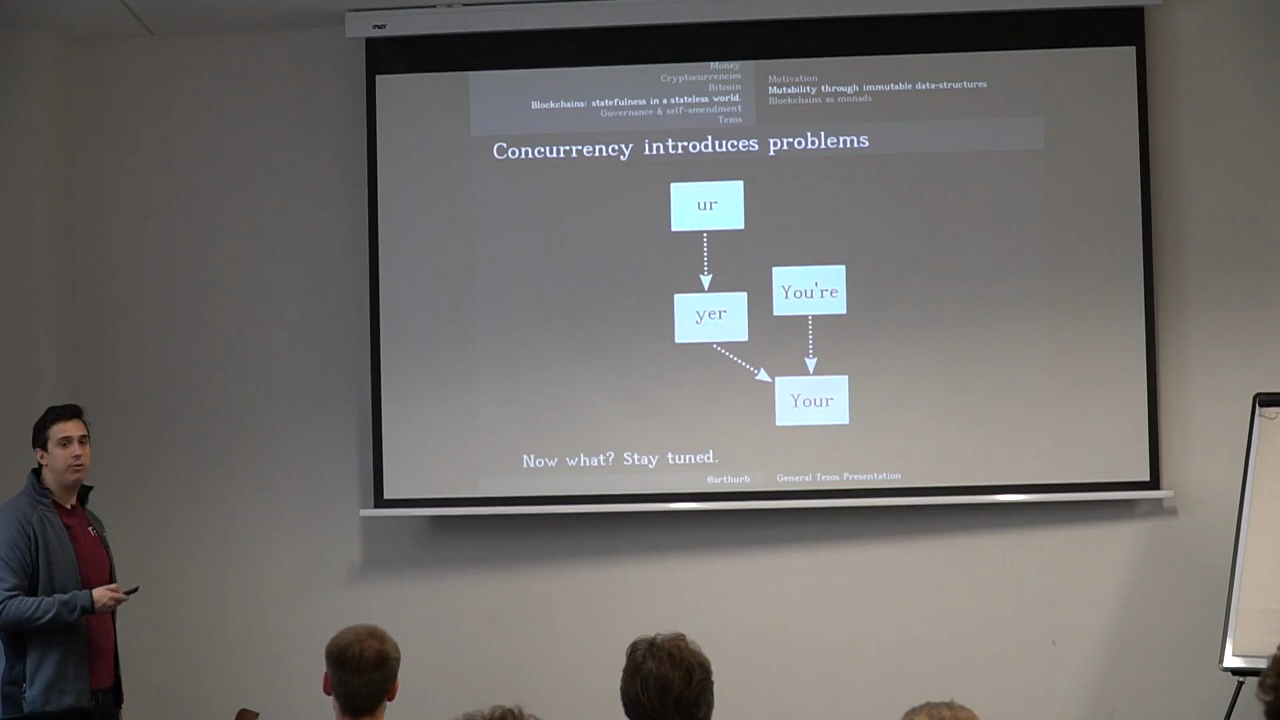 Money
Cryptocurrencies
Bitcoin
Blockchains: statefulness in a stateless world.
Governance & self-amendment
Tezos
Motivation
Mutability through immutable data-structures
Blockchains as monads
Concurrency introduces problems
ur
You're
yer
Your
Now what? Stay tuned.
@arthurb
General Tezos Presentation